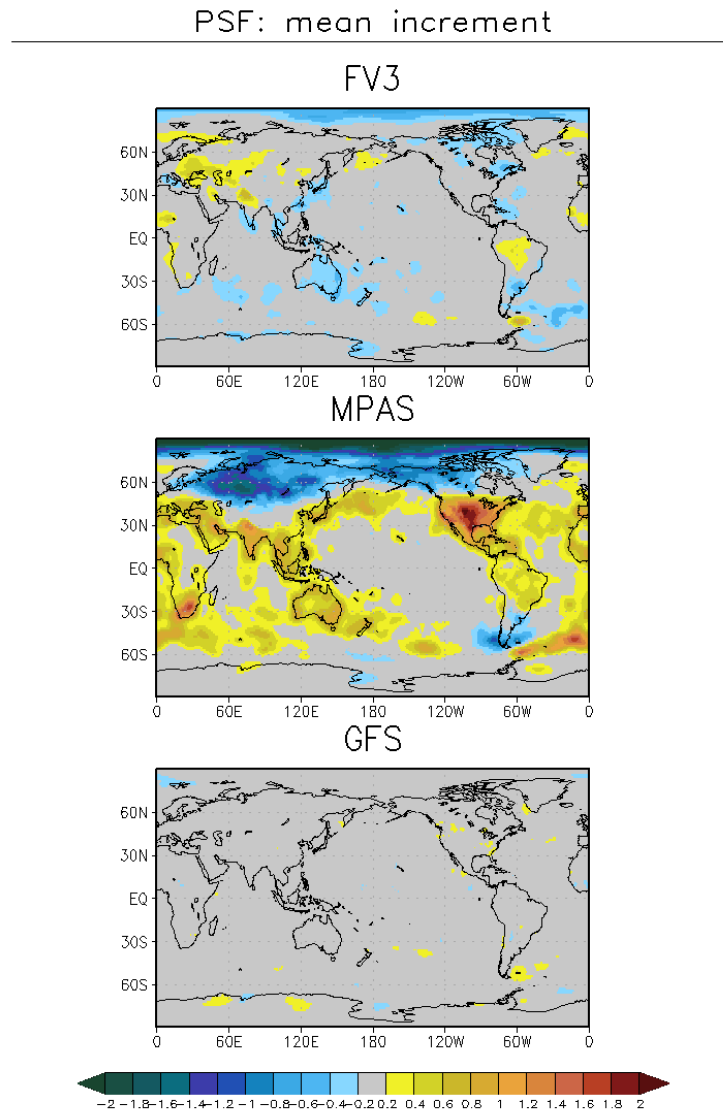 PSF: mean increment
FV3
60N
30N
EQ
30S
60S
0 60E 120E 180 120W 60W 0
MPAS
60N
30N
EQ
30S
60S
0 60E 120E 180 120W 60W 0
GFS
60N
30N
EQ
30S
60S
0 60E 120E 180 120W 60W 0
-2 -1.8 -1.6 -1.4 -1.2 -1 -0.8 -0.6 -0.4 -0.2 0.2 0.4 0.6 0.8 1 1.2 1.4 1.6 1.8 2